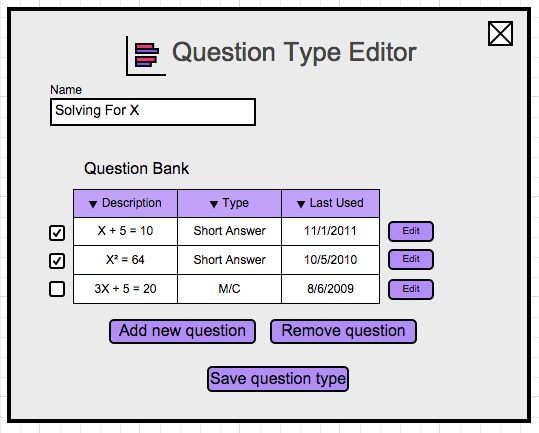 Question Type Editor
Name
Solving For X
Question Bank
▼ Description ▼ Type ▼ Last Used
X + 5 = 10 Short Answer 11/1/2011 Edit
X² = 64 Short Answer 10/5/2010 Edit
3X + 5 = 20 M/C 8/6/2009 Edit
Add new question Remove question
Save question type